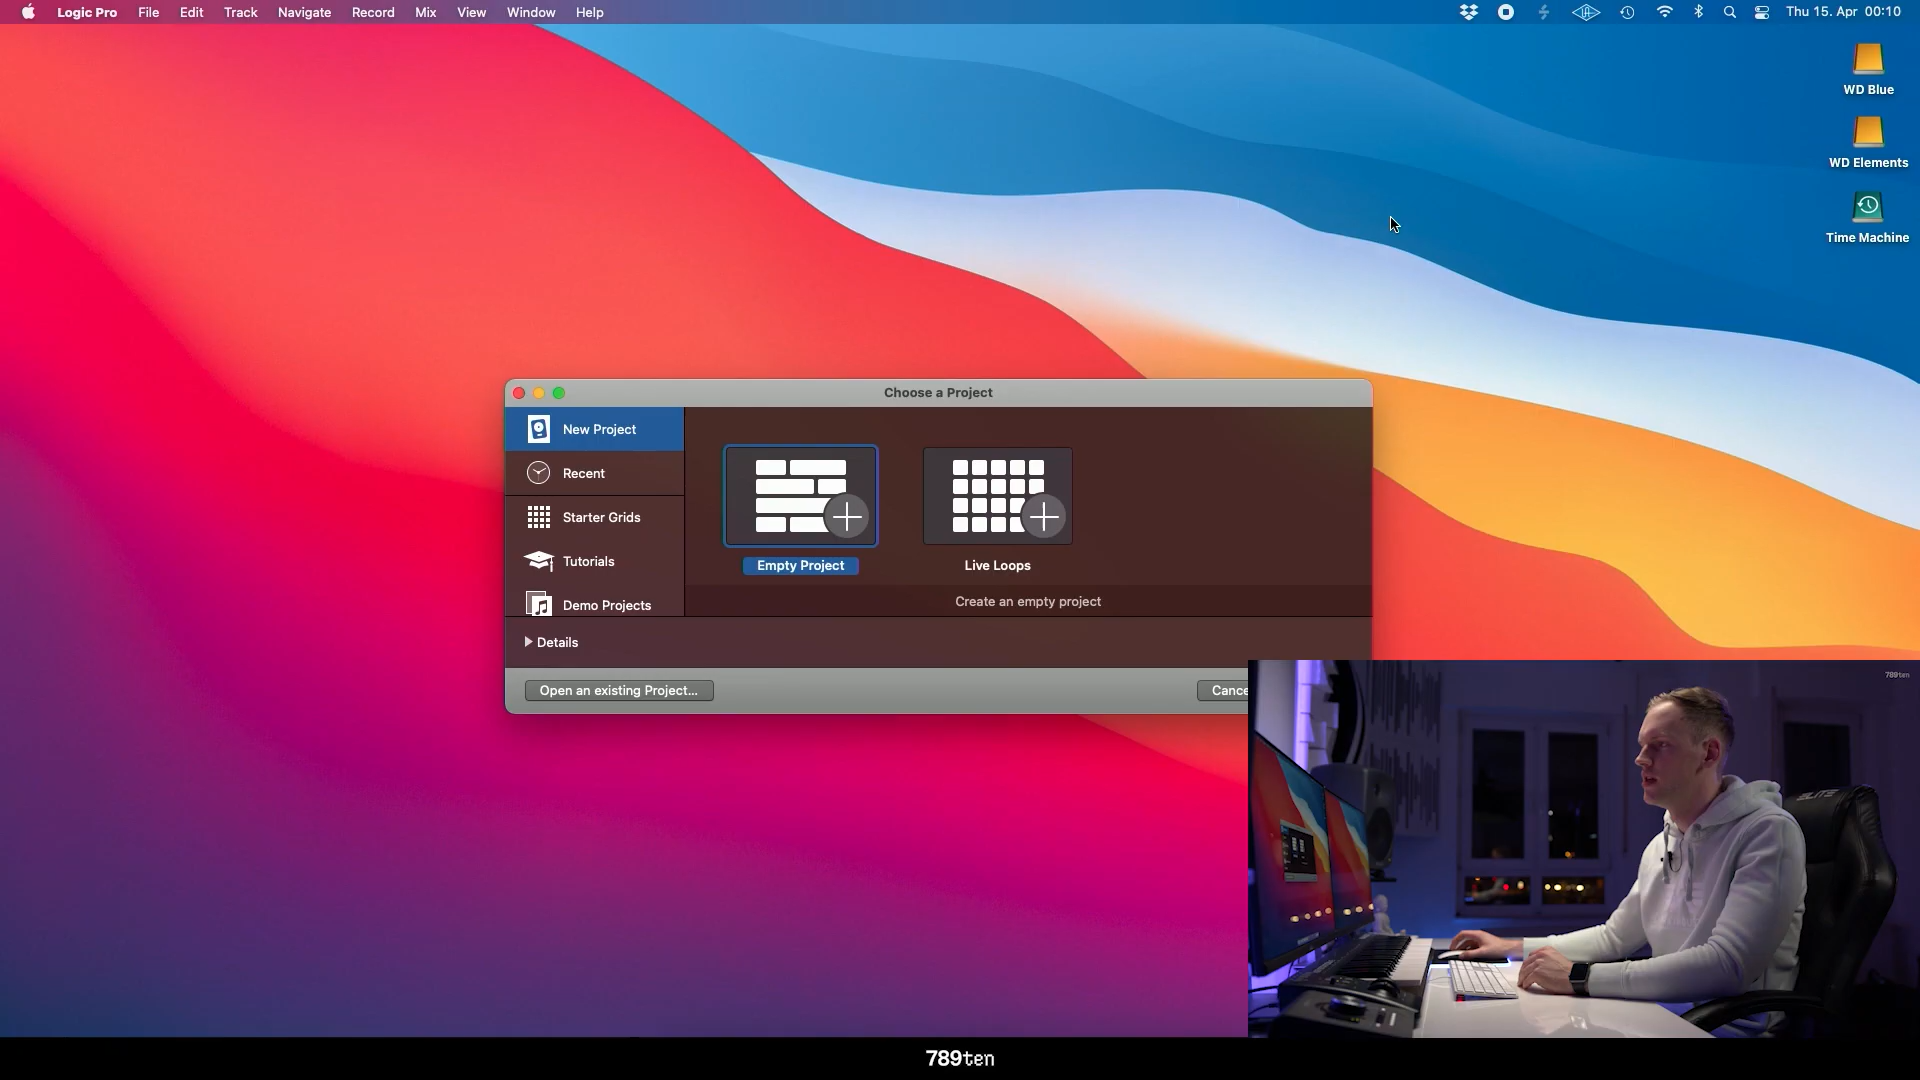 Logic Pro File Edit Track Navigate Record Mix View Window Help Thu 15. Apr 00:10
WD Blue
WD Elements
Time Machine
Choose a Project
New Project
Recent
Starter Grids
Tutorials
Demo Projects
Empty Project
Live Loops
Create an empty project
Details
Open an existing Project...
Cance
789ten
ELITE
789ten